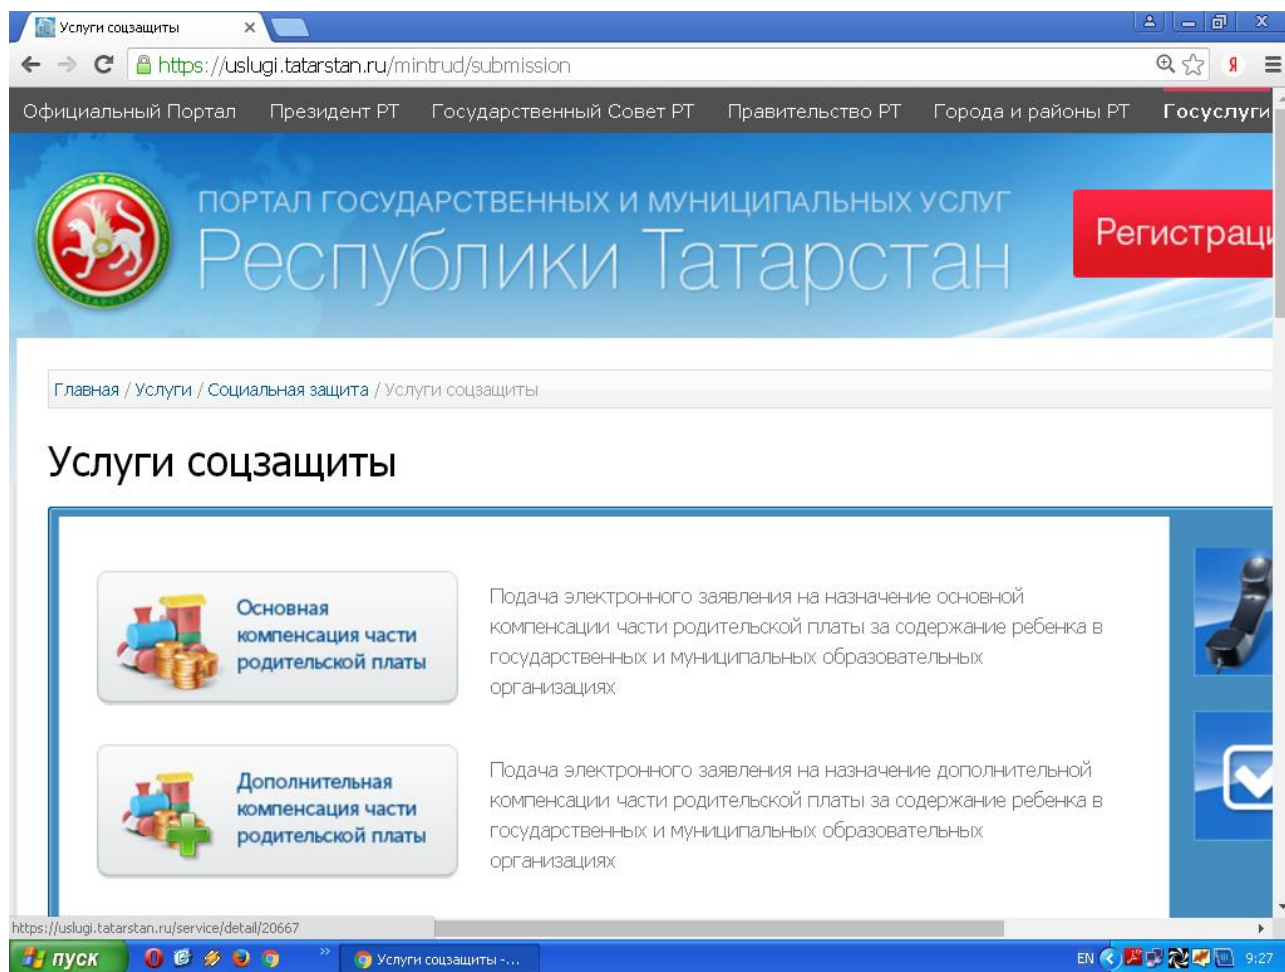 Услуги соцзащиты
https://uslugi.tatarstan.ru/mintrud/submission
Официальный Портал Президент РТ Государственный Совет РТ Правительство РТ Города и районы РТ Госуслуги
ПОРТАЛ ГОСУДАРСТВЕННЫХ И МУНИЦИПАЛЬНЫХ УСЛУГ
Республики Татарстан
Регистраци
ТАТАРСТАН
Главная / Услуги / Социальная защита / Услуги соцзащиты
Услуги соцзащиты
Основная
компенсация части
родительской платы
Подача электронного заявления на назначение основной
компенсации части родительской платы за содержание ребенка в
государственных и муниципальных образовательных
организациях
Дополнительная
компенсация части
родительской платы
Подача электронного заявления на назначение дополнительной
компенсации части родительской платы за содержание ребенка в
государственных и муниципальных образовательных
организациях
https://uslugi.tatarstan.ru/service/detail/20667
пуск
Услуги соцзащиты -...
EN
9:27